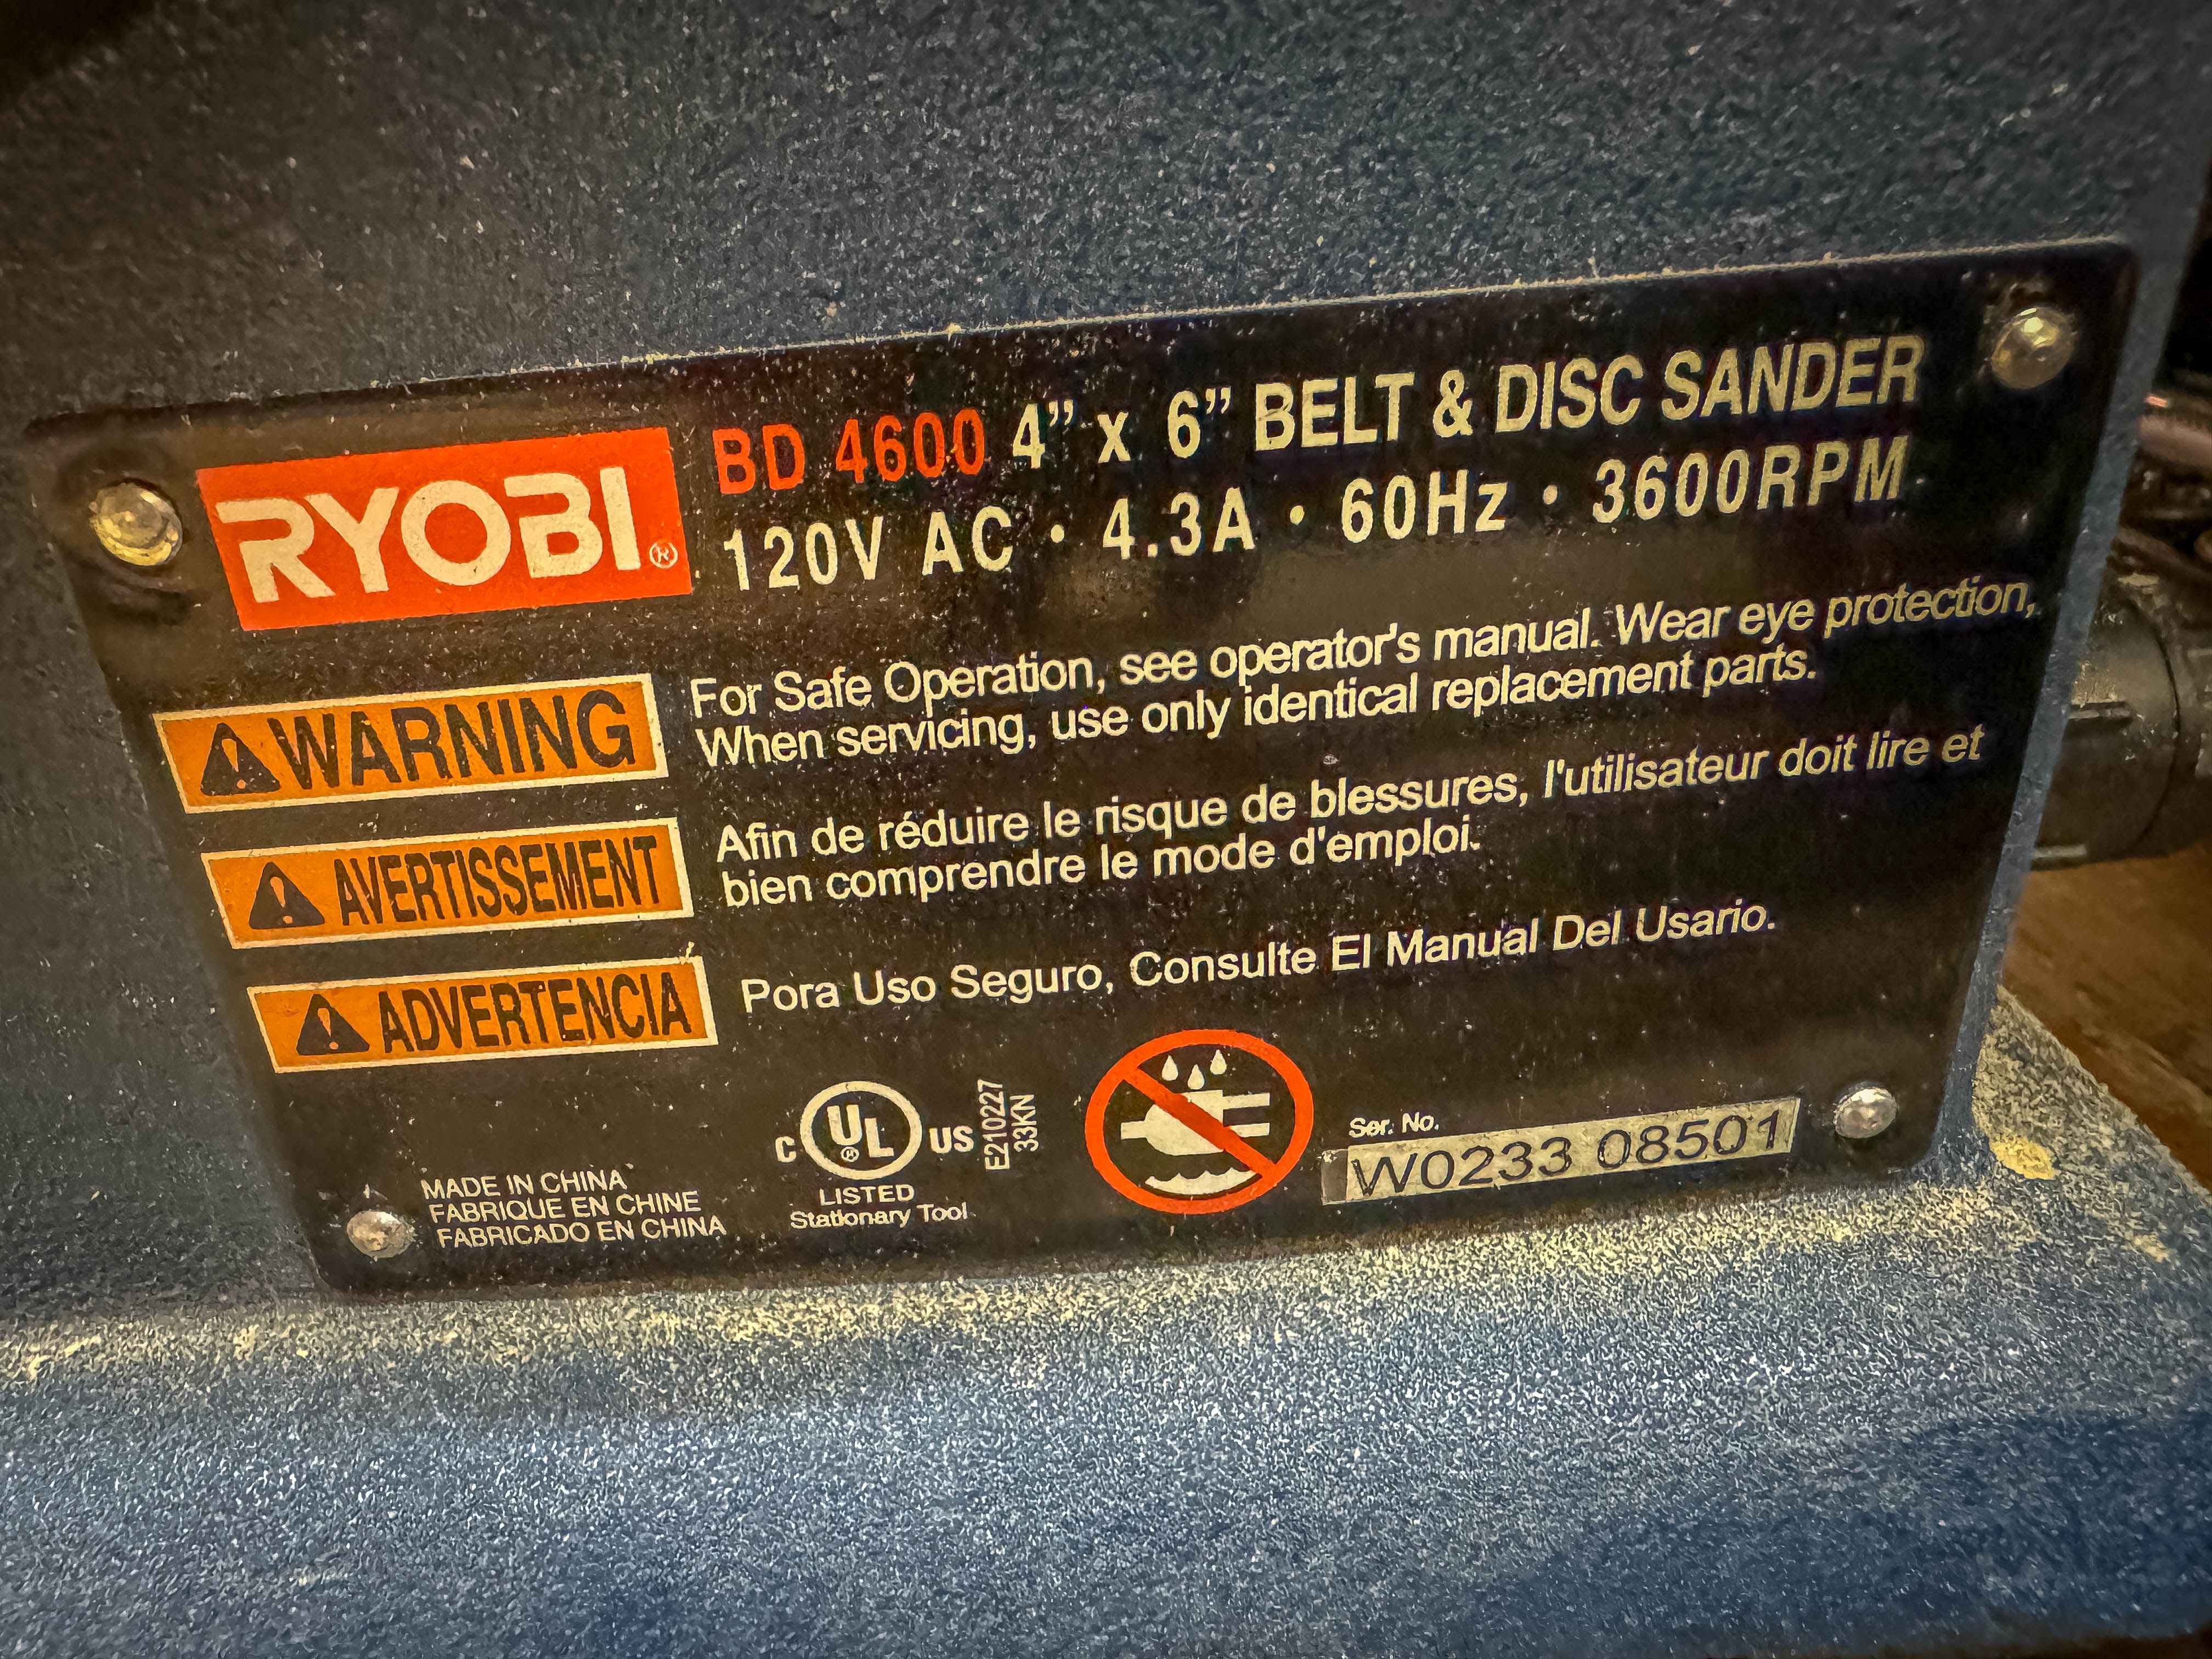 RYOBI®
BD 4600 4” x 6” BELT & DISC SANDER
120V AC • 4.3A • 60Hz • 3600RPM
WARNING
For Safe Operation, see operator's manual. Wear eye protection,
When servicing, use only identical replacement parts.
AVERTISSEMENT
Afin de réduire le risque de blessures, l'utilisateur doit lire et
bien comprendre le mode d'emploi.
ADVERTENCIA
Pora Uso Seguro, Consulte El Manual Del Usario.
MADE IN CHINA
FABRIQUE EN CHINE
FABRICADO EN CHINA
C UL® US
LISTED
Stationary Tool
E210227
33KN
Ser. No.
W0233 08501